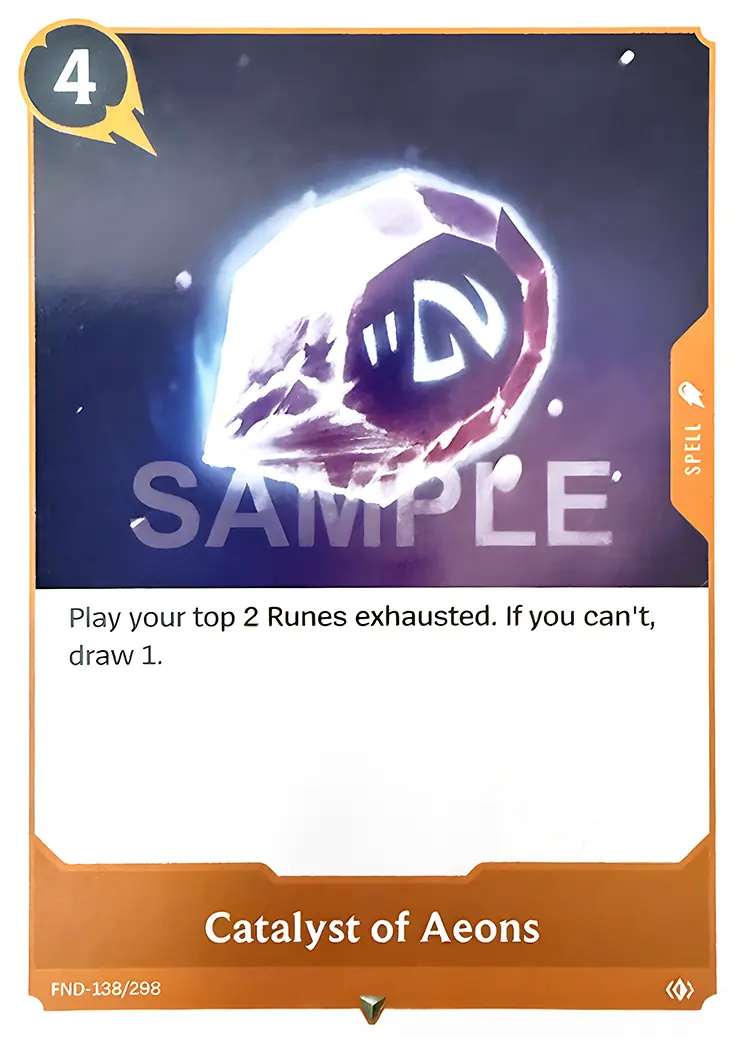 4
SPELL
SAMPLE
Play your top 2 Runes exhausted. If you can't,
draw 1.
Catalyst of Aeons
FND-138/298